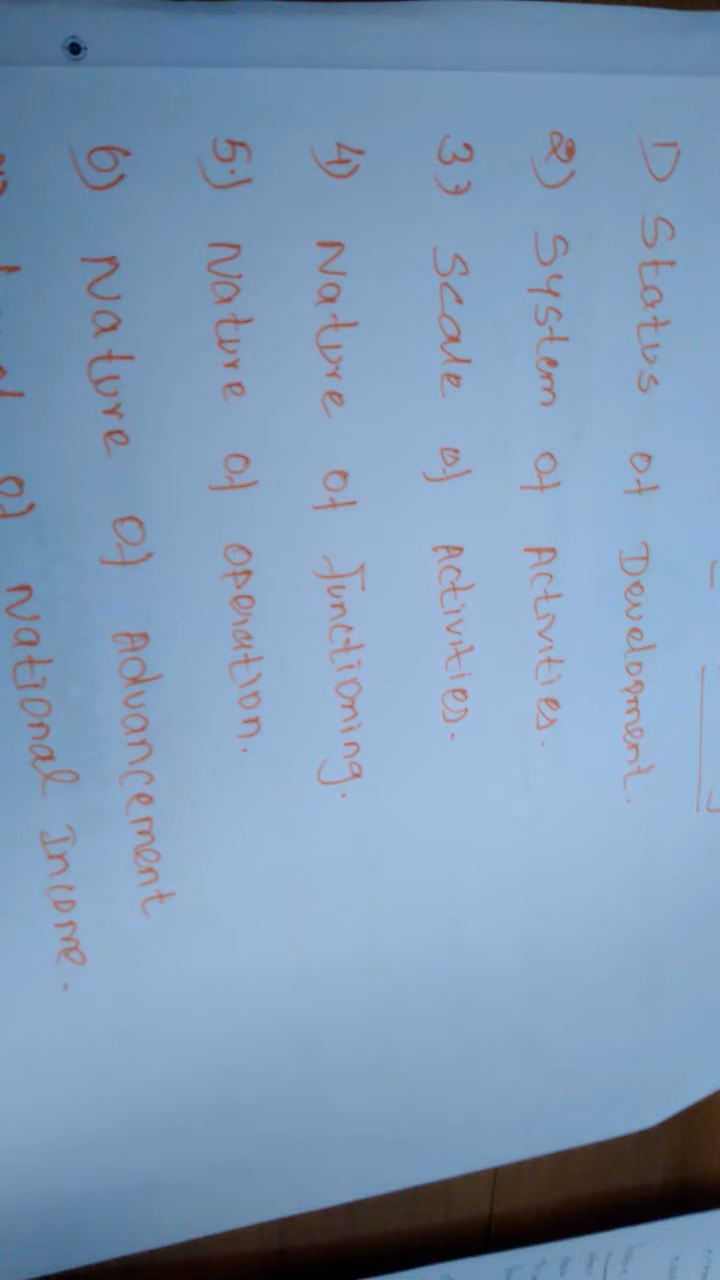 1) Status of Development.
2) System of Activities.
3) Scale of Activities.
4) Nature of functioning.
5.) Nature of operation.
6) Nature of Advancement
of National Income.